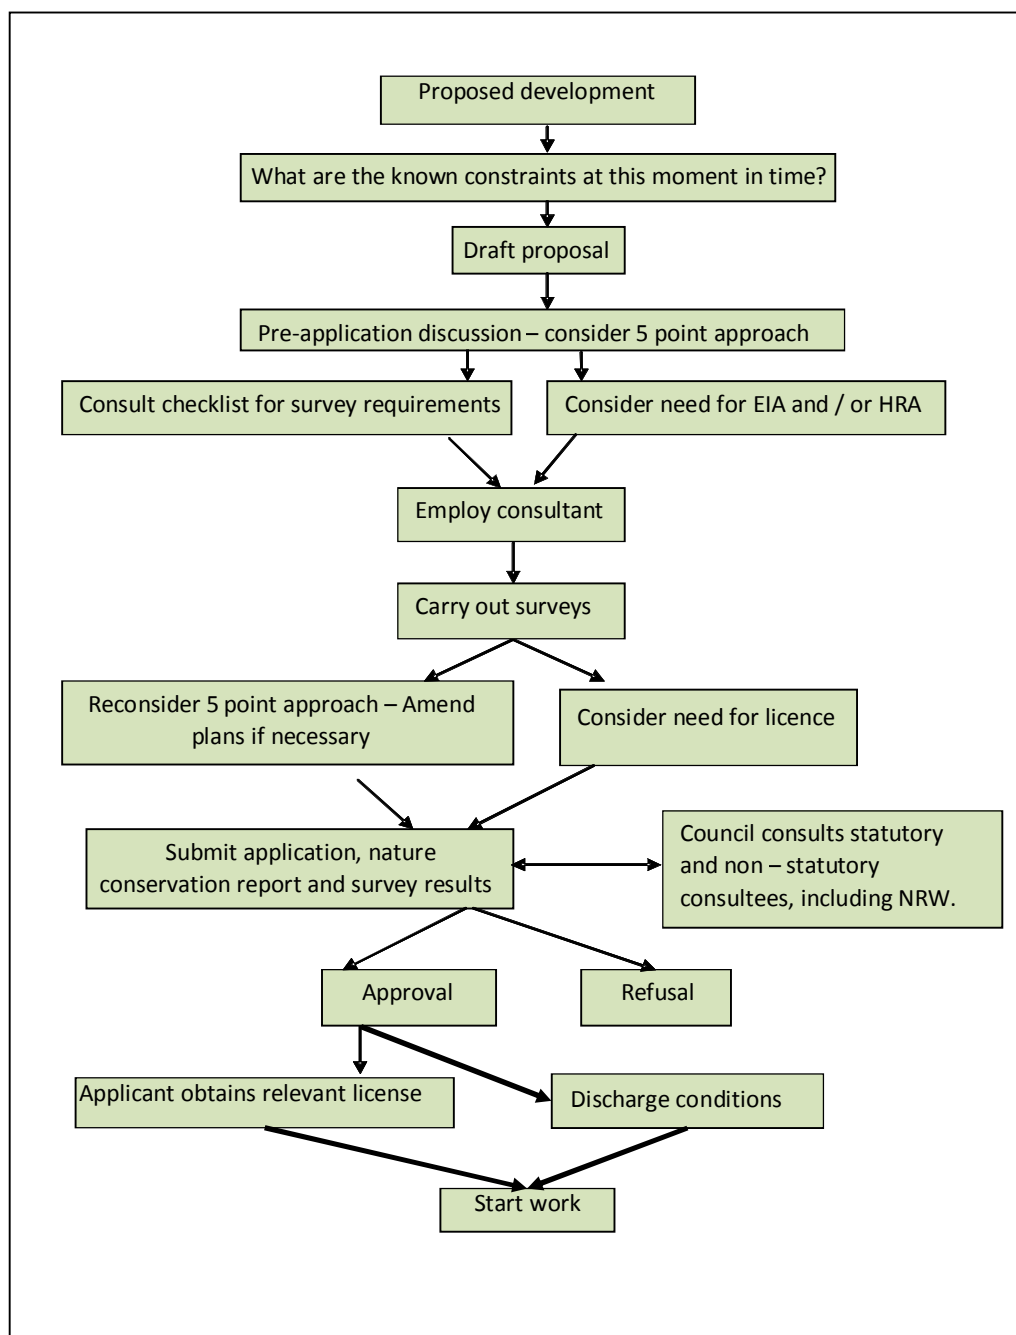 Proposed development
What are the known constraints at this moment in time?
Draft proposal
Pre-application discussion – consider 5 point approach
Consult checklist for survey requirements
Consider need for EIA and / or HRA
Employ consultant
Carry out surveys
Reconsider 5 point approach – Amend
plans if necessary
Consider need for licence
Submit application, nature
conservation report and survey results
Council consults statutory
and non – statutory
consultees, including NRW.
Approval
Refusal
Applicant obtains relevant license
Discharge conditions
Start work